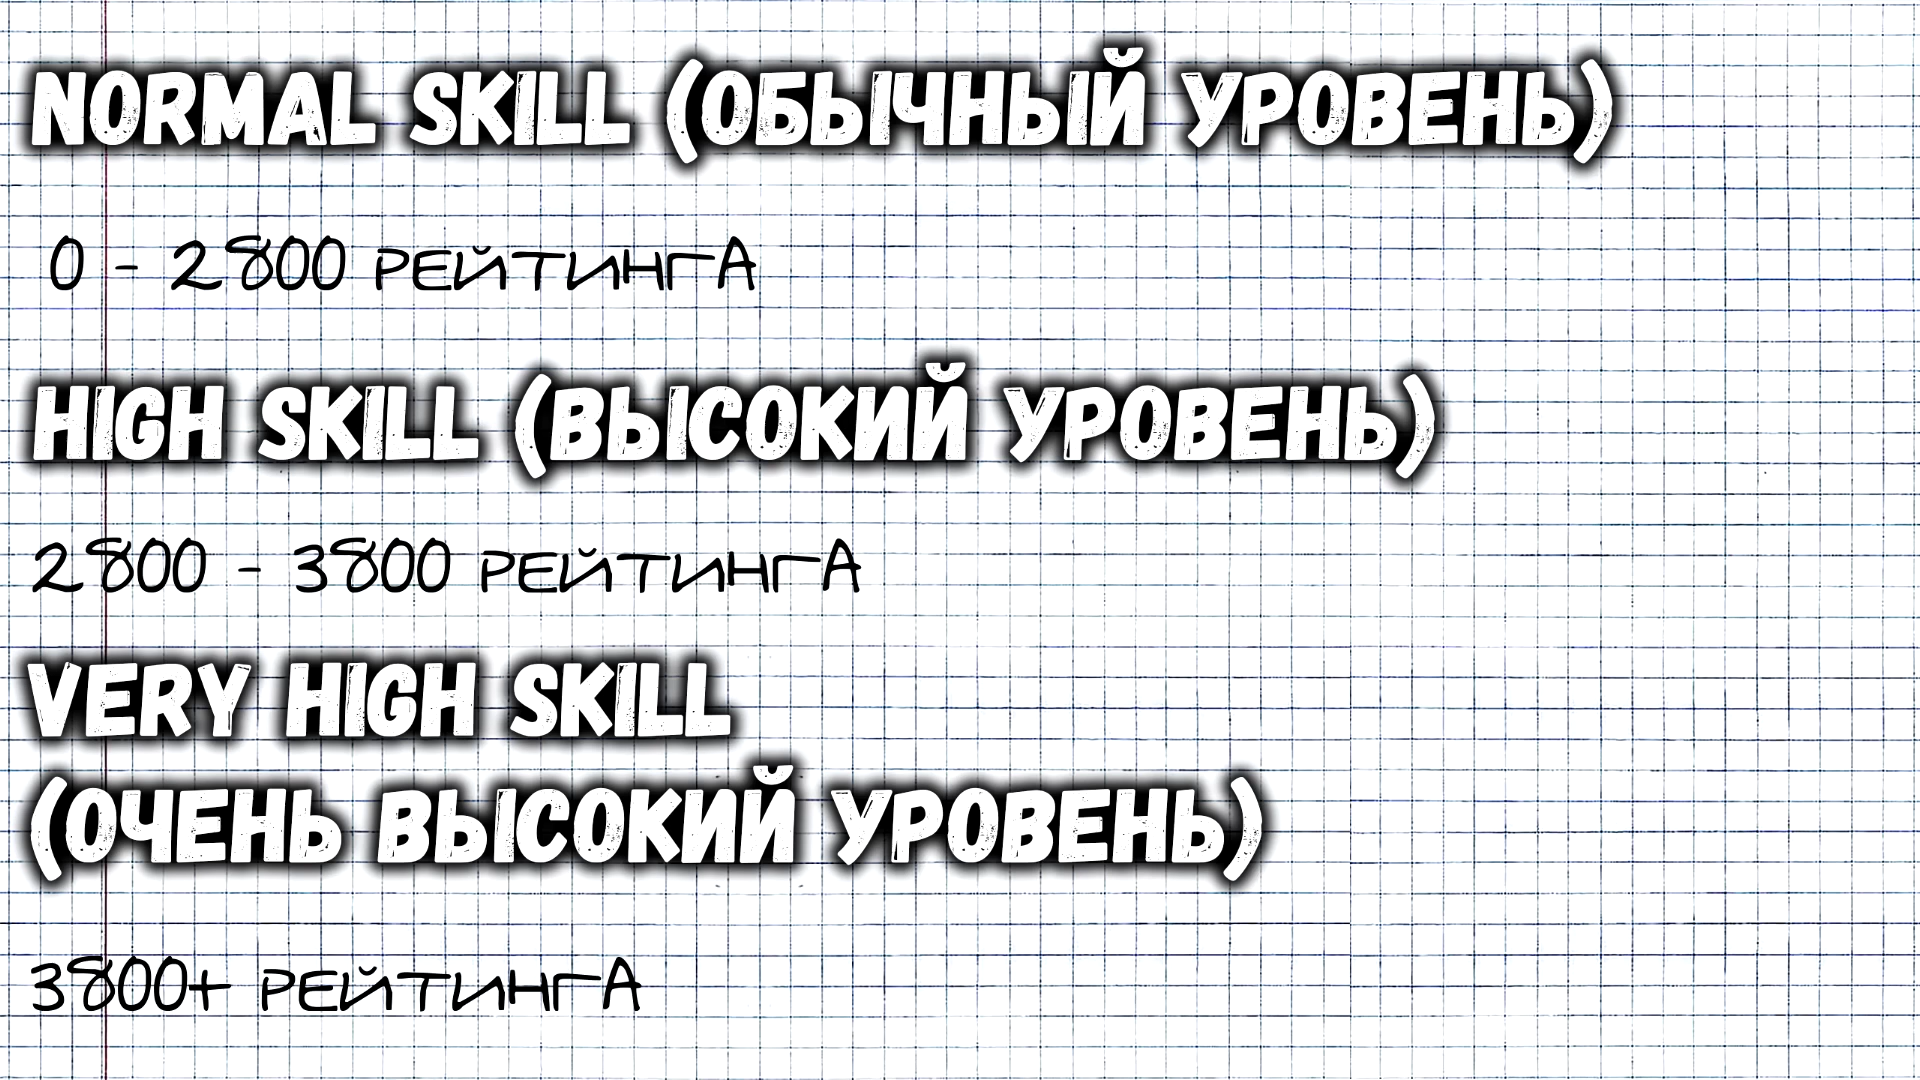 NORMAL SKILL (ОБЫЧНЫЙ УРОВЕНЬ)
0 - 2800 РЕЙТИНГА
HIGH SKILL (ВЫСОКИЙ УРОВЕНЬ)
2800 - 3800 РЕЙТИНГА
VERY HIGH SKILL
(ОЧЕНЬ ВЫСОКИЙ УРОВЕНЬ)
3800+ РЕЙТИНГА